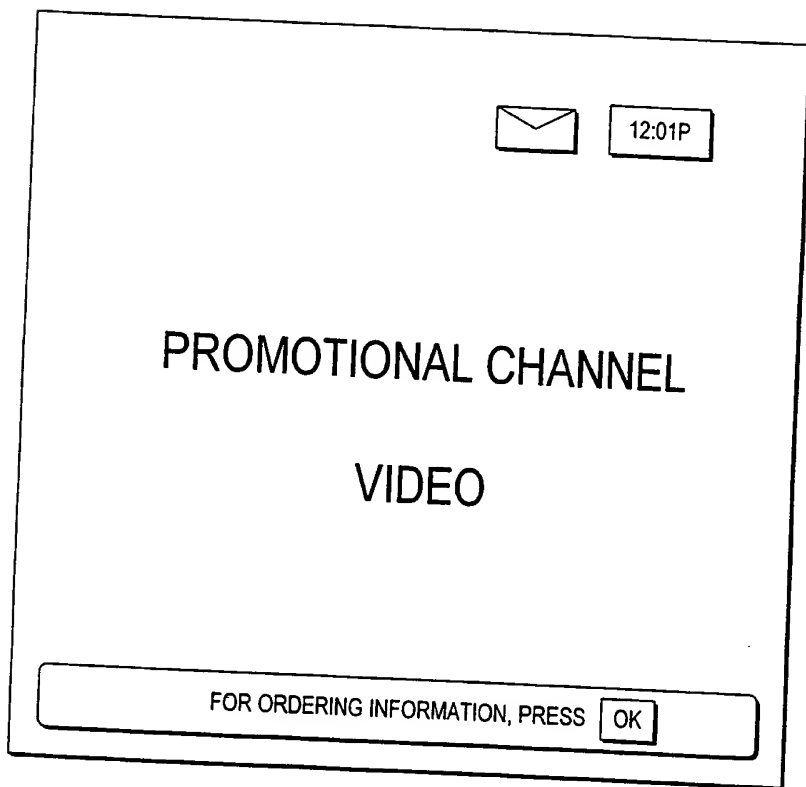 12:01P
PROMOTIONAL CHANNEL
VIDEO
FOR ORDERING INFORMATION, PRESS OK